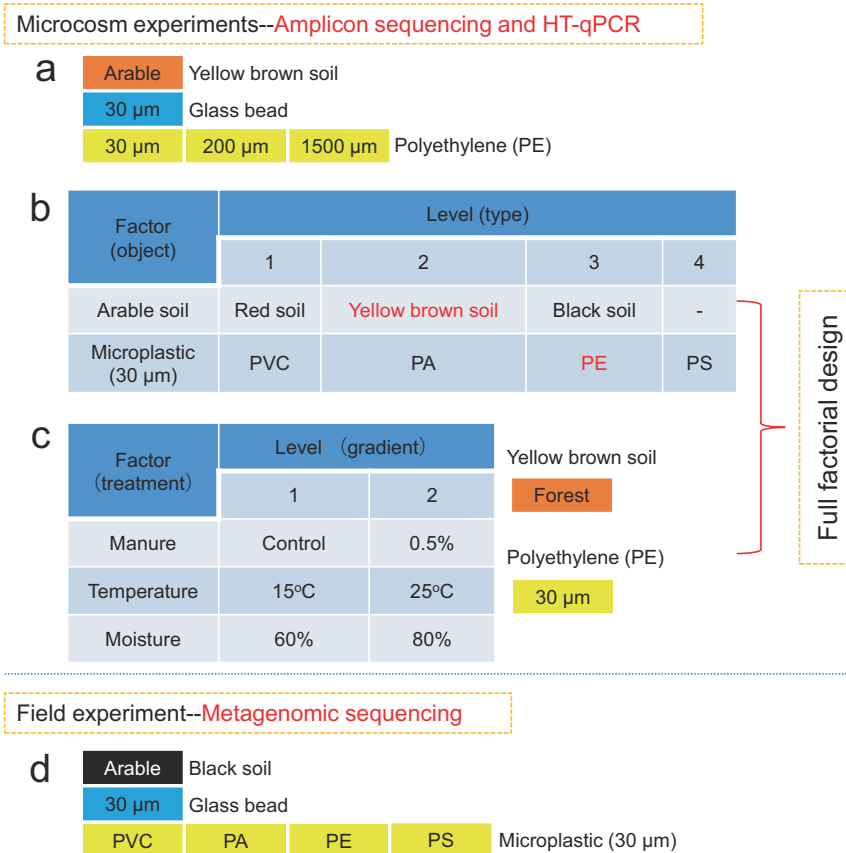 Microcosm experiments--Amplicon sequencing and HT-qPCR
a
Arable Yellow brown soil
30 µm Glass bead
30 µm 200 µm 1500 µm Polyethylene (PE)
b
Factor (object) Level (type)
1 2 3 4
Arable soil Red soil Yellow brown soil Black soil -
Microplastic (30 µm) PVC PA PE PS
Full factorial design
c
Factor (treatment) Level (gradient)
1 2
Manure Control 0.5%
Temperature 15°C 25°C
Moisture 60% 80%
Yellow brown soil
Forest
Polyethylene (PE)
30 µm
Field experiment--Metagenomic sequencing
d
Arable Black soil
30 µm Glass bead
PVC PA PE PS Microplastic (30 µm)